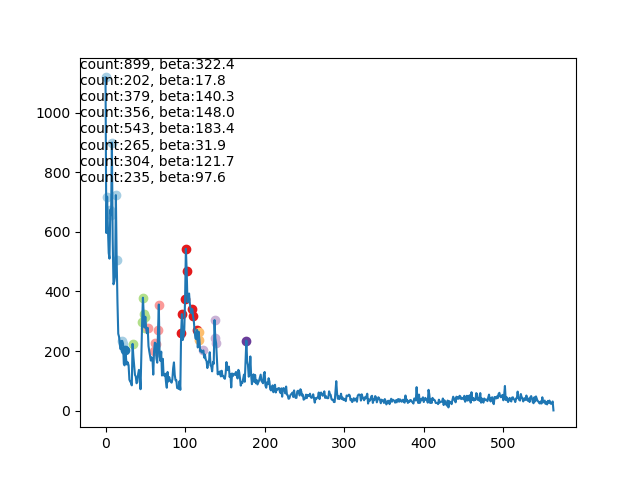 count:899, beta:322.4
count:202, beta:17.8
count:379, beta:140.3
1000
count:356, beta:148.0
count:543, beta:183.4
count:265, beta:31.9
800
count:304, beta:121.7
count:235, beta:97.6
600
400
200
0
0 100 200 300 400 500